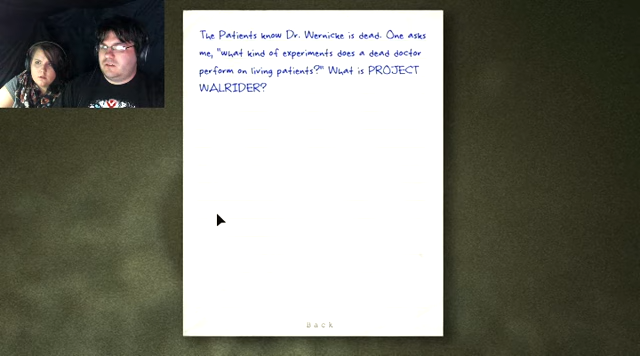 The Patients know Dr. Wernicke is dead. One asks
me, "what kind of experiments does a dead doctor
perform on living patients?" What is PROJECT
WALRIDER?
Back